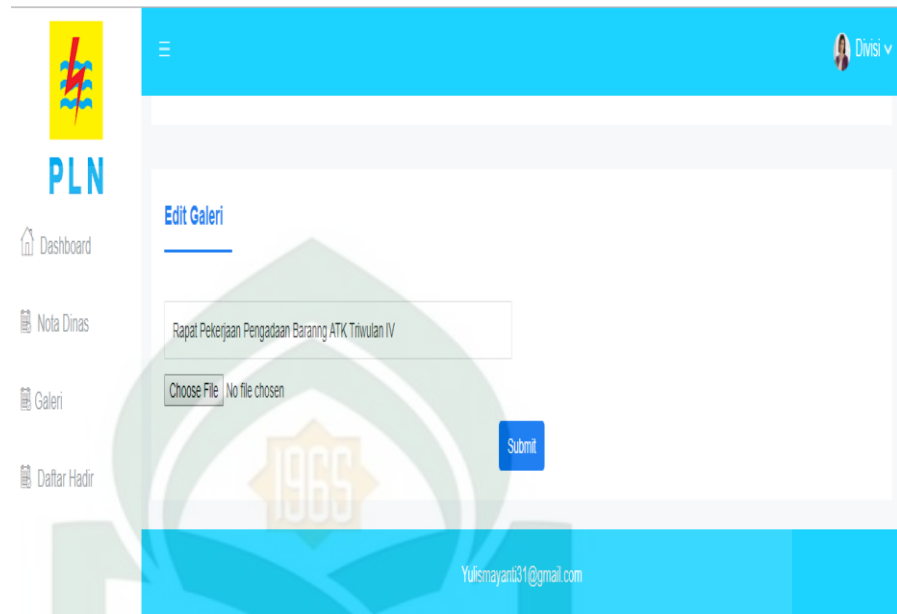 Divisi
PLN
Dashboard
Nota Dinas
Galeri
Daftar Hadir
Edit Galeri
Rapat Pekerjaan Pengadaan Baranng ATK Triwulan IV
Choose File No file chosen
Submit
1965
Yulismayanti31@gmail.com